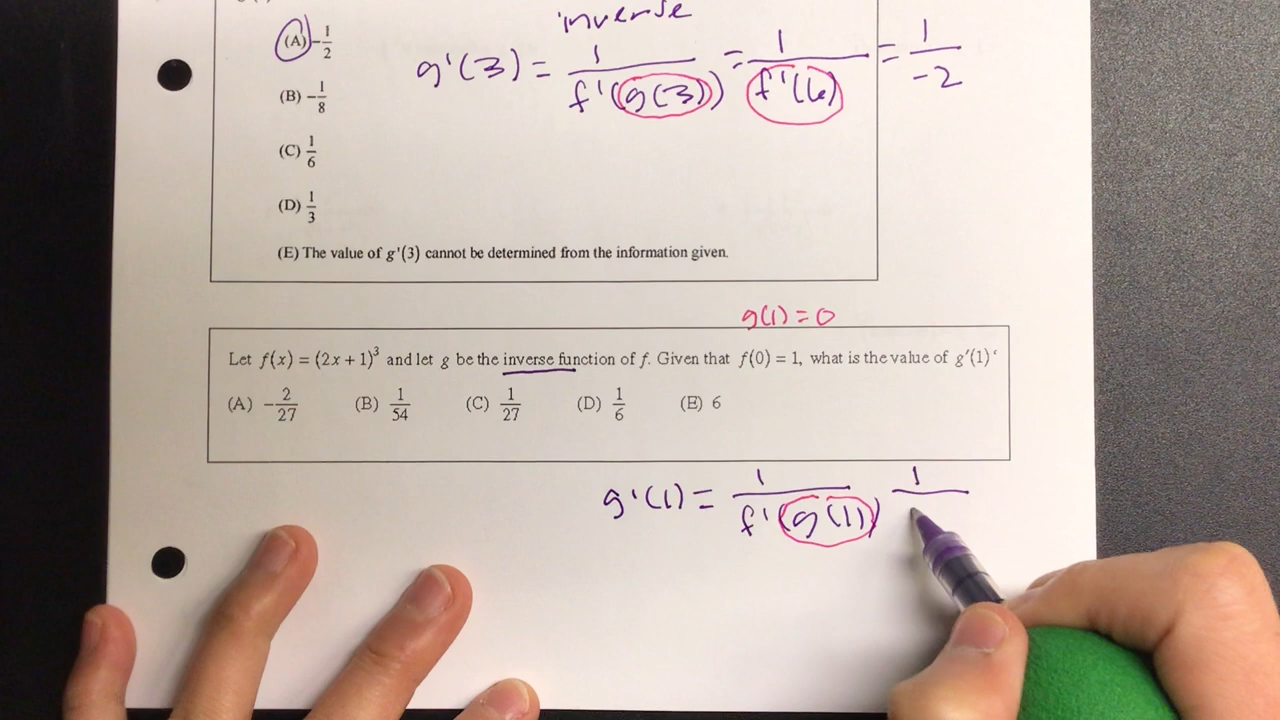 inverse
(A) -1/2
g'(3) = 1/f'(g(3)) = 1/f'(6) = 1/-2
(B) -1/8
(C) 1/6
(D) 1/3
(E) The value of g'(3) cannot be determined from the information given.
g(1) = 0
Let f(x) = (2x + 1)³ and let g be the inverse function of f. Given that f(0) = 1, what is the value of g'(1)
(A) -2/27 (B) 1/54 (C) 1/27 (D) 1/6 (E) 6
g'(1) = 1/f'(g(1)) 1/